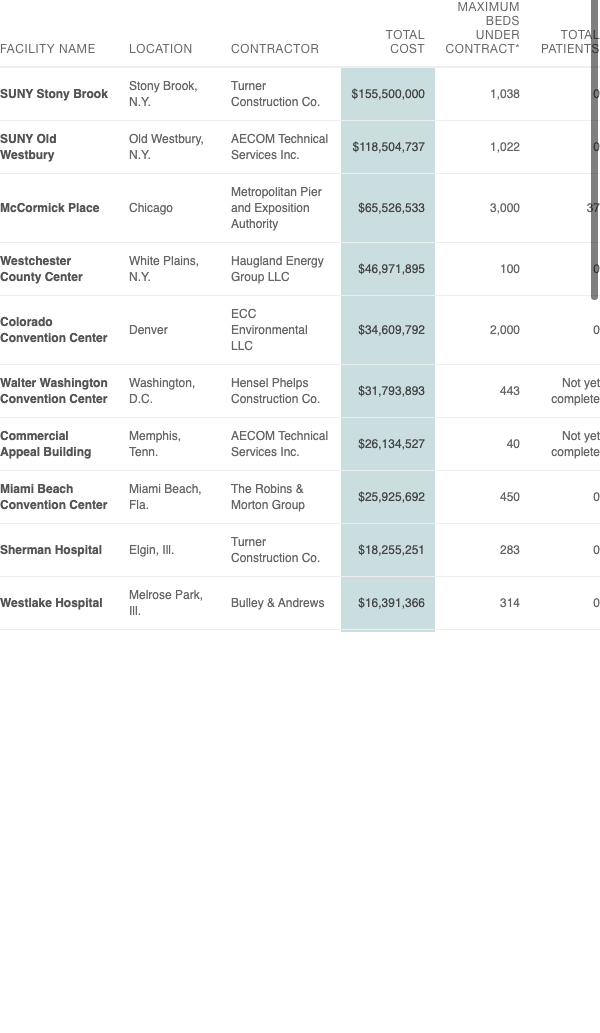 FACILITY NAME LOCATION CONTRACTOR TOTAL COST MAXIMUM BEDS UNDER CONTRACT* TOTAL PATIENTS
SUNY Stony Brook Stony Brook, N.Y. Turner Construction Co. $155,500,000 1,038 0
SUNY Old Westbury Old Westbury, N.Y. AECOM Technical Services Inc. $118,504,737 1,022 0
McCormick Place Chicago Metropolitan Pier and Exposition Authority $65,526,533 3,000 37
Westchester County Center White Plains, N.Y. Haugland Energy Group LLC $46,971,895 100 0
Colorado Convention Center Denver ECC Environmental LLC $34,609,792 2,000 0
Walter Washington Convention Center Washington, D.C. Hensel Phelps Construction Co. $31,793,893 443 Not yet complete
Commercial Appeal Building Memphis, Tenn. AECOM Technical Services Inc. $26,134,527 40 Not yet complete
Miami Beach Convention Center Miami Beach, Fla. The Robins & Morton Group $25,925,692 450 0
Sherman Hospital Elgin, Ill. Turner Construction Co. $18,255,251 283 0
Westlake Hospital Melrose Park, Ill. Bulley & Andrews $16,391,366 314 0